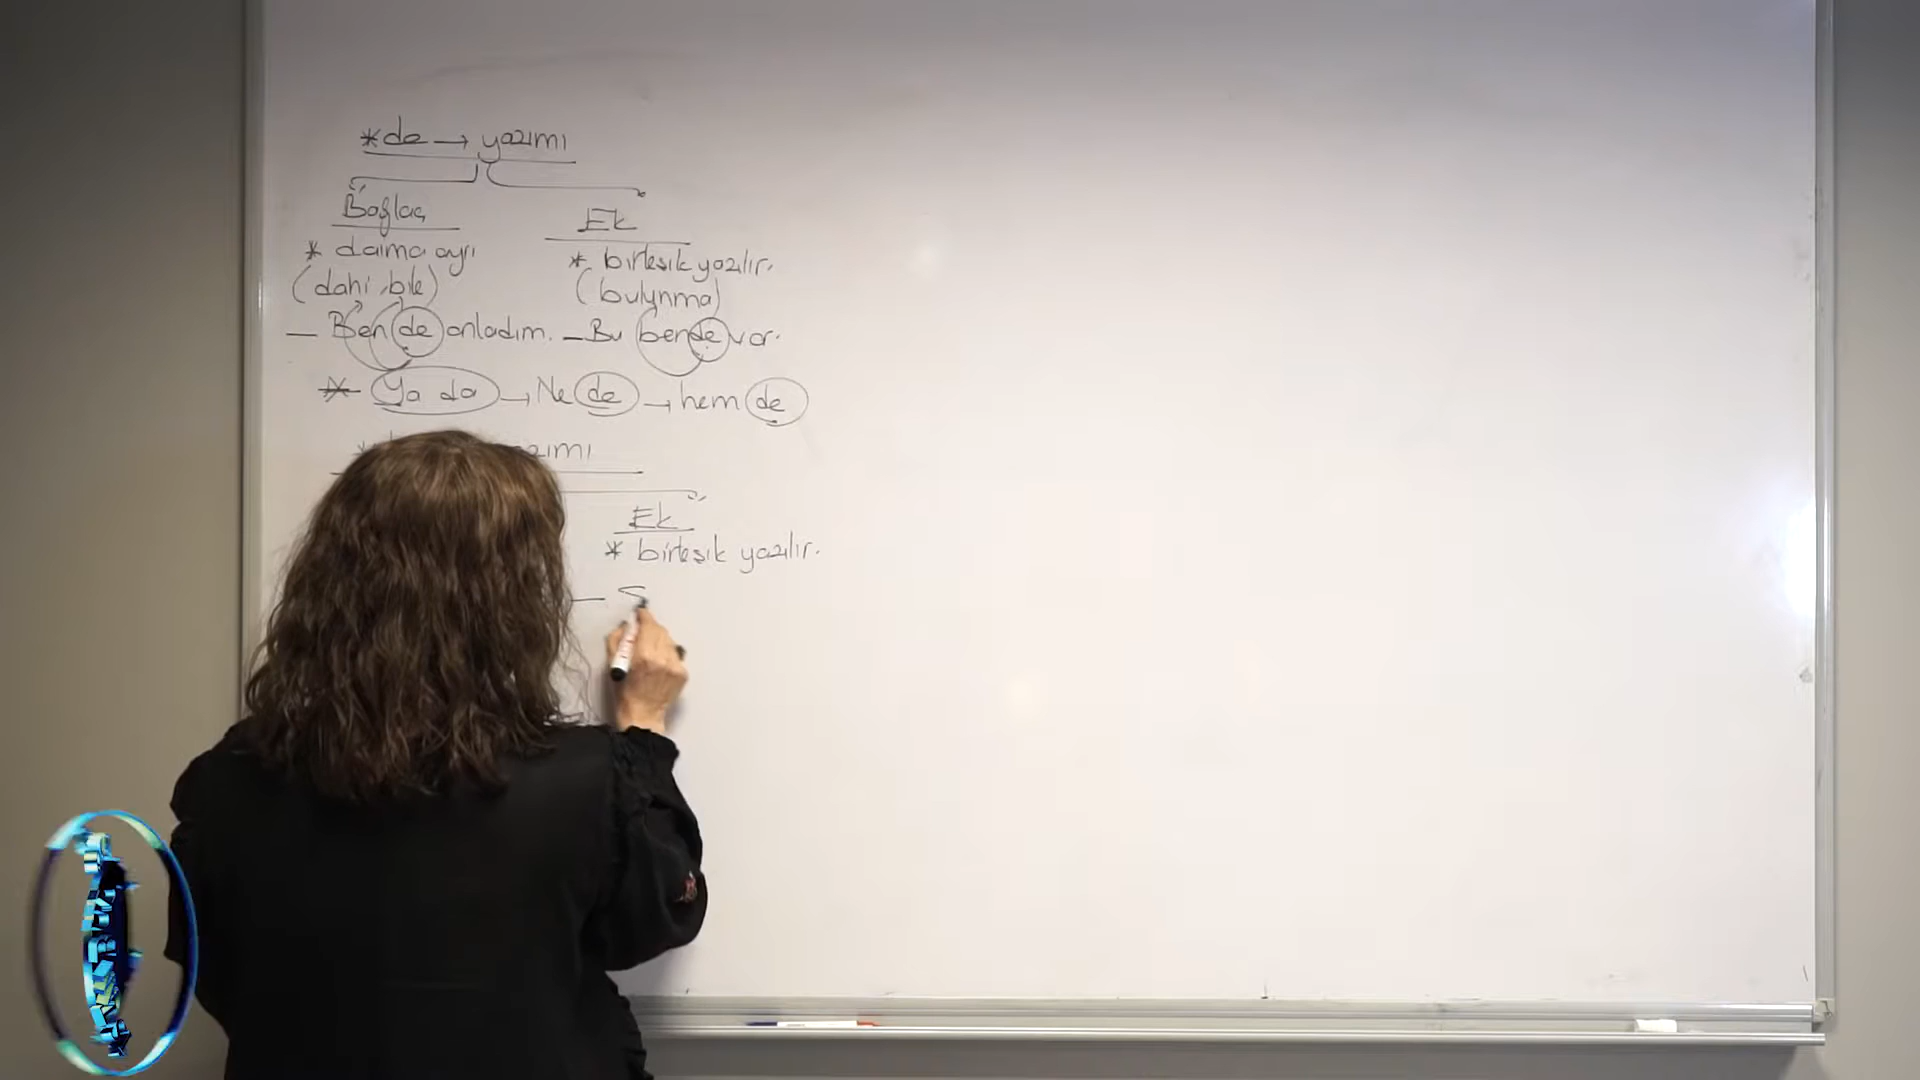 *de → yazımı
Bağlaç
* daima ayrı
(dahi, bile)
— Ben de anladım.
Ek
* birleşik yazılır.
(bulunma)
— Bu bende var.
* Ya da → Ne de → hem de
Ek
* birleşik yazılır.
— S